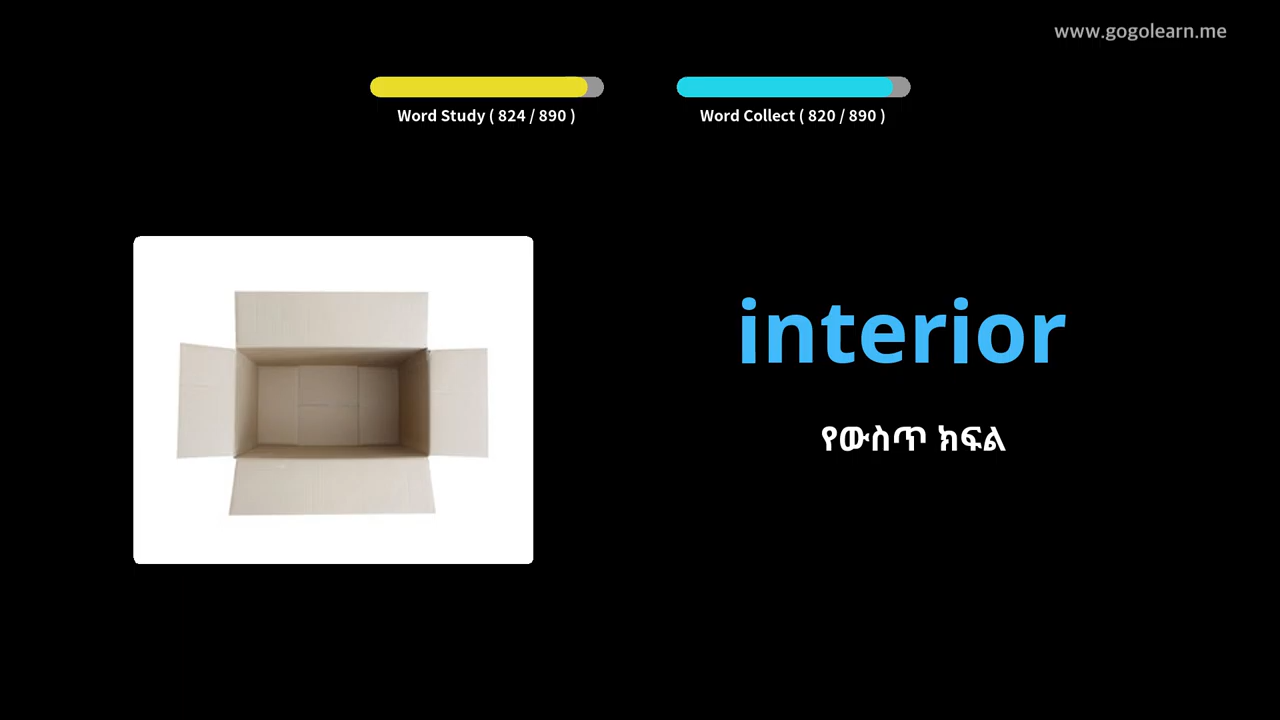 www.gogolearn.me
Word Study ( 824 / 890 )
Word Collect ( 820 / 890 )
interior
የውስጥ ክፍል